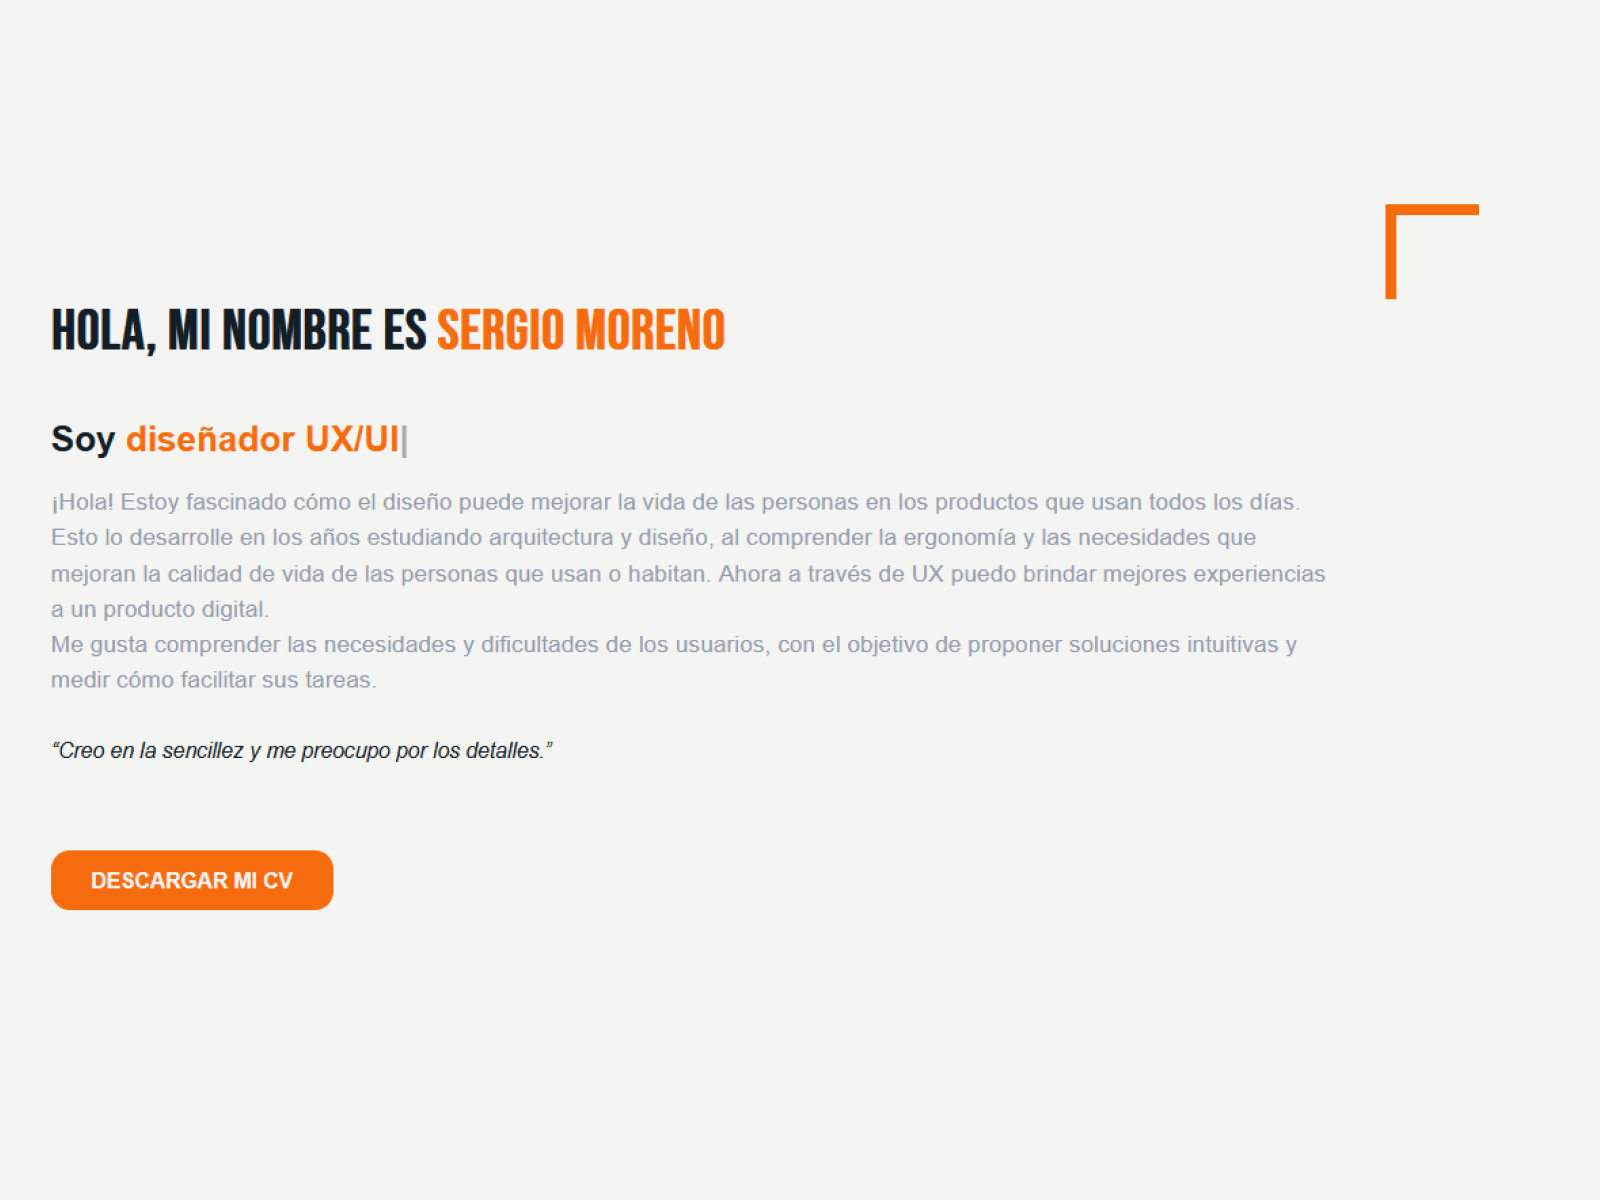 HOLA, MI NOMBRE ES SERGIO MORENO
Soy diseñador UX/UI|
¡Hola! Estoy fascinado cómo el diseño puede mejorar la vida de las personas en los productos que usan todos los días.
Esto lo desarrolle en los años estudiando arquitectura y diseño, al comprender la ergonomía y las necesidades que
mejoran la calidad de vida de las personas que usan o habitan. Ahora a través de UX puedo brindar mejores experiencias
a un producto digital.
Me gusta comprender las necesidades y dificultades de los usuarios, con el objetivo de proponer soluciones intuitivas y
medir cómo facilitar sus tareas.
“Creo en la sencillez y me preocupo por los detalles.”
DESCARGAR MI CV